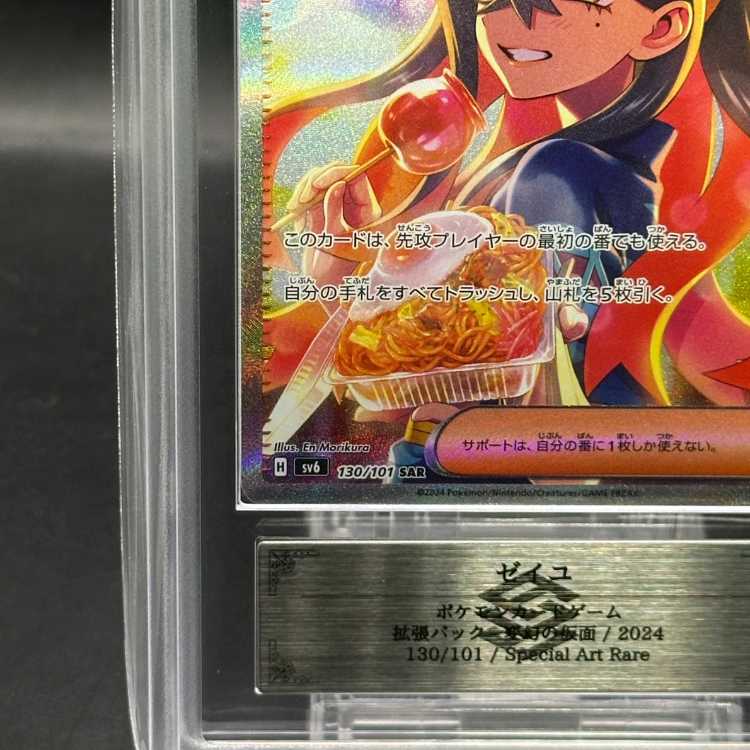 このカードは、先攻プレイヤーの最初の番でも使える。
自分の手札をすべてトラッシュし、山札を5枚引く。
Illus. En Morikura
サポートは、自分の番に1枚しか使えない。
H sv6 130/101 SAR
©2024 Pokémon/Nintendo/Creatures/GAME FREAK
ゼイユ
ポケモンカードゲーム
拡張パック 変幻の仮面 / 2024
130/101 / Special Art Rare